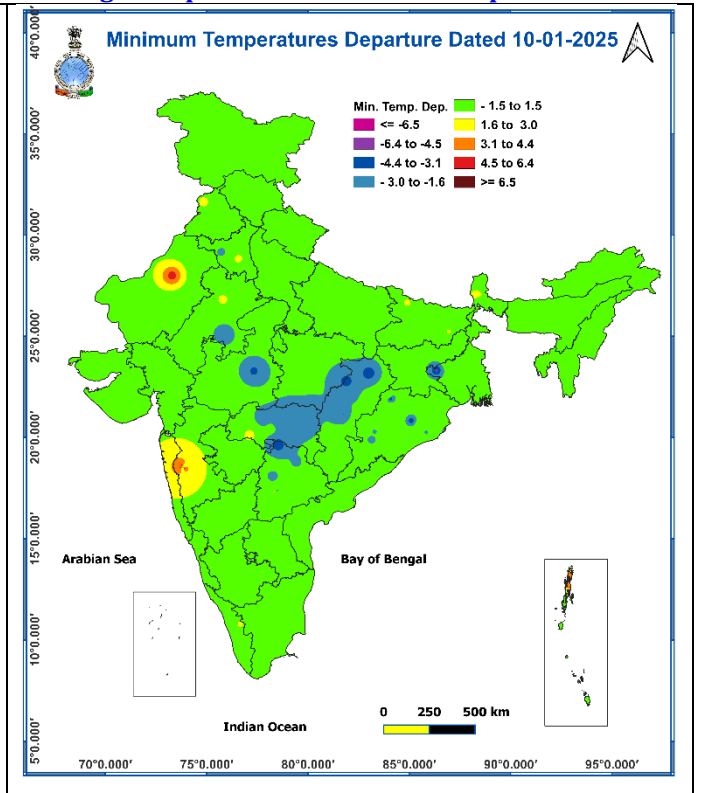 Minimum Temperatures Departure Dated 10-01-2025
Min. Temp. Dep.
<= -6.5
-6.4 to -4.5
-4.4 to -3.1
- 3.0 to -1.6
- 1.5 to 1.5
1.6 to 3.0
3.1 to 4.4
4.5 to 6.4
>= 6.5
40°0.000'
35°0.000'
30°0.000'
25°0.000'
20°0.000'
15°0.000'
10°0.000'
5°0.000'
Arabian Sea
Bay of Bengal
Indian Ocean
0 250 500 km
70°0.000' 75°0.000' 80°0.000' 85°0.000' 90°0.000' 95°0.000'